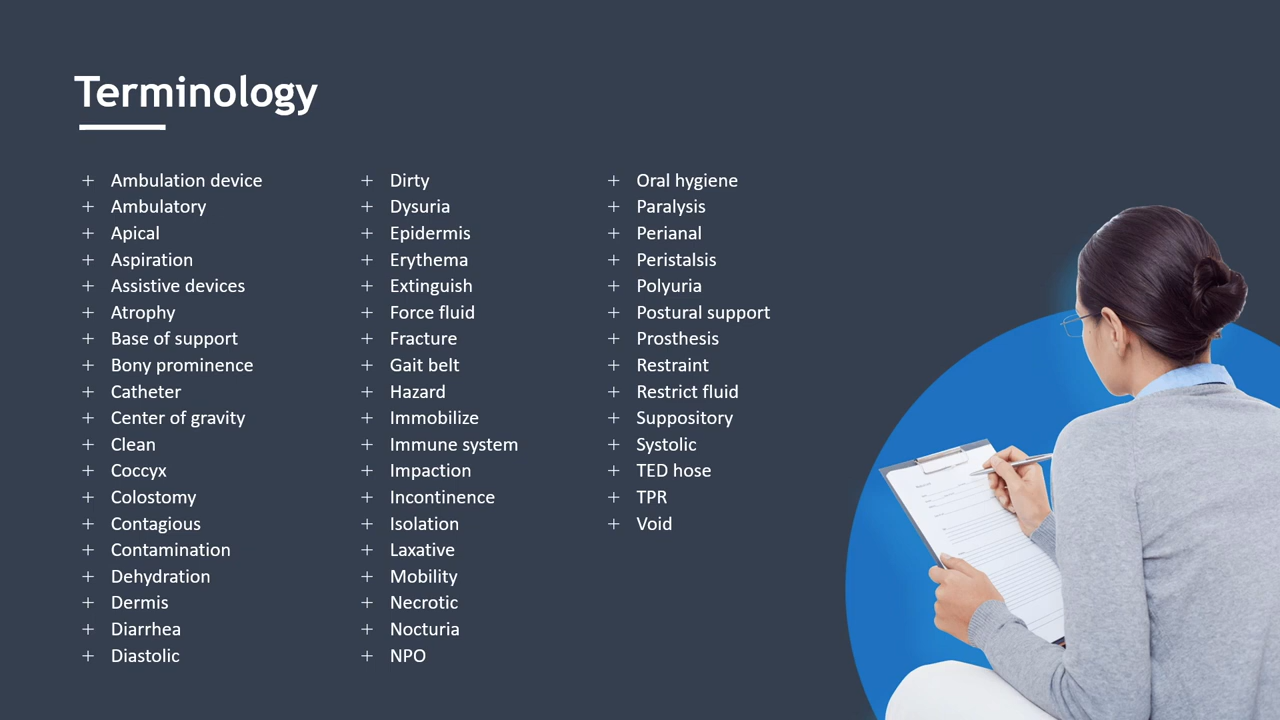 Terminology
+ Ambulation device
+ Ambulatory
+ Apical
+ Aspiration
+ Assistive devices
+ Atrophy
+ Base of support
+ Bony prominence
+ Catheter
+ Center of gravity
+ Clean
+ Coccyx
+ Colostomy
+ Contagious
+ Contamination
+ Dehydration
+ Dermis
+ Diarrhea
+ Diastolic
+ Dirty
+ Dysuria
+ Epidermis
+ Erythema
+ Extinguish
+ Force fluid
+ Fracture
+ Gait belt
+ Hazard
+ Immobilize
+ Immune system
+ Impaction
+ Incontinence
+ Isolation
+ Laxative
+ Mobility
+ Necrotic
+ Nocturia
+ NPO
+ Oral hygiene
+ Paralysis
+ Perianal
+ Peristalsis
+ Polyuria
+ Postural support
+ Prosthesis
+ Restraint
+ Restrict fluid
+ Suppository
+ Systolic
+ TED hose
+ TPR
+ Void